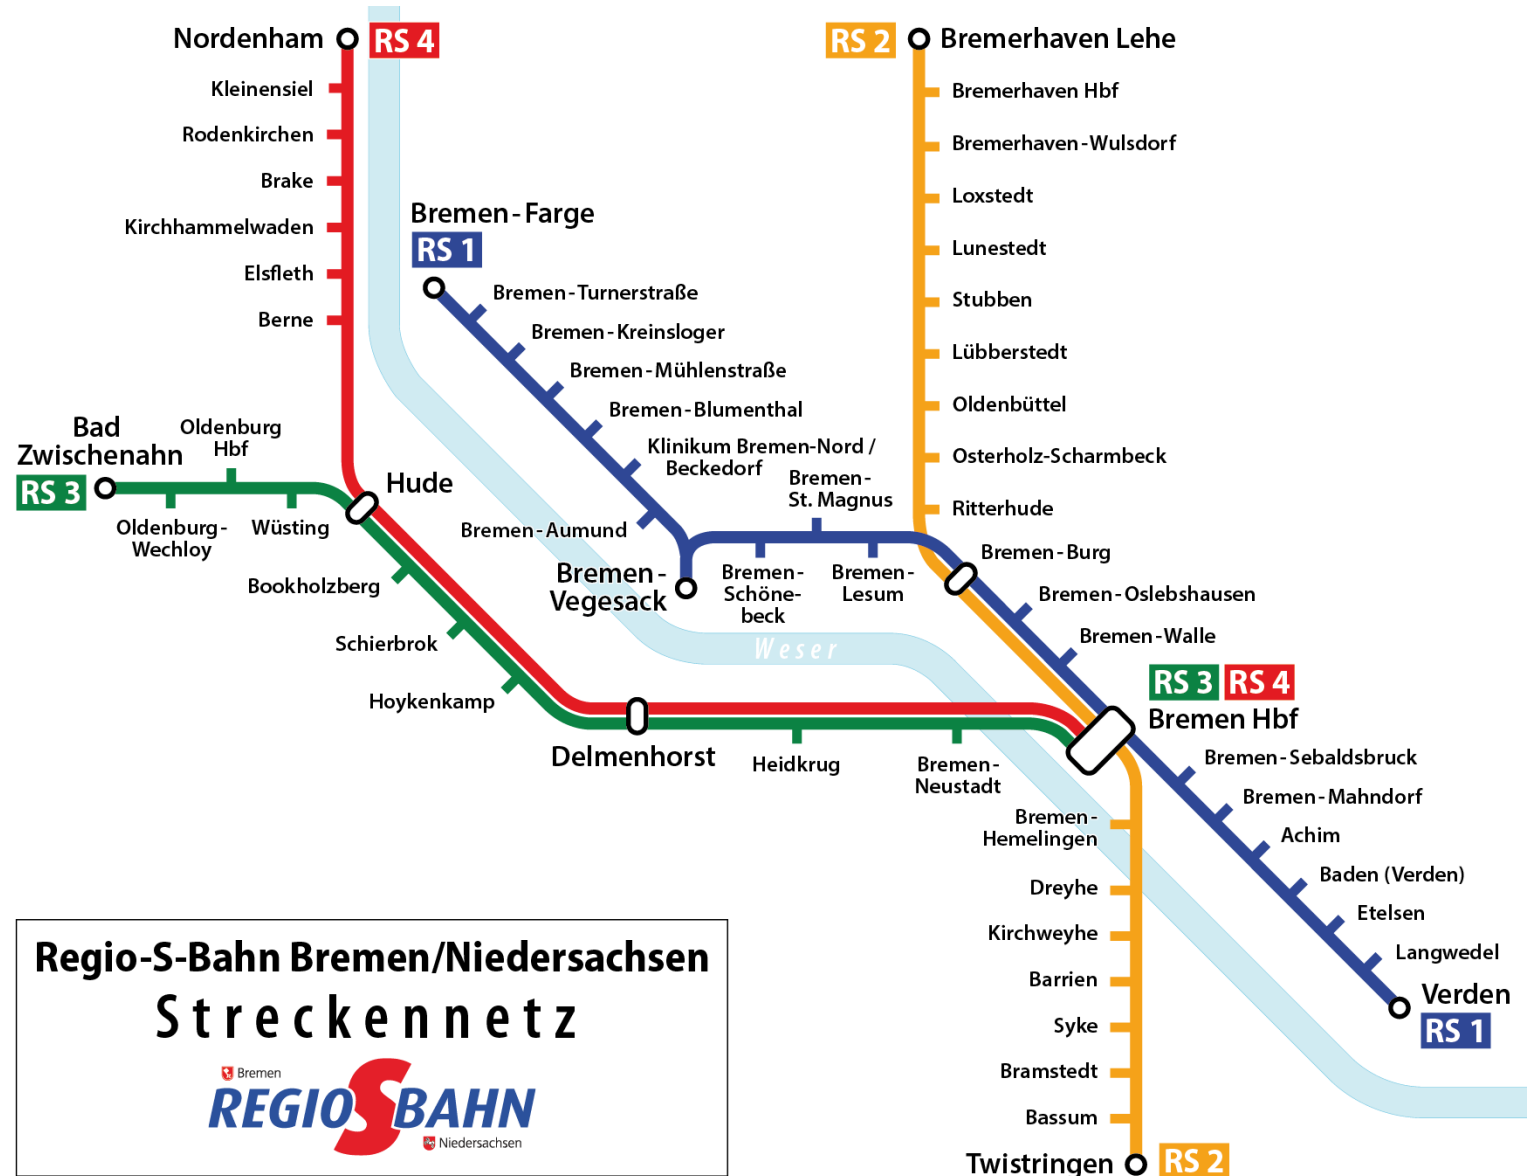 Nordenham
RS 4
Kleinensiel
Rodenkirchen
Brake
Kirchhammelwaden
Elsfleth
Berne
RS 2
Bremerhaven Lehe
Bremerhaven-Hbf
Bremerhaven-Wulsdorf
Loxstedt
Lunestedt
Stubben
Lübberstedt
Oldenbüttel
Osterholz-Scharmbeck
Ritterhude
Bremen-Farge
RS 1
Bremen-Turnerstraße
Bremen-Kreinsloger
Bremen-Mühlenstraße
Bremen-Blumenthal
Klinikum Bremen-Nord /
Beckedorf
Bremen-Aumund
Bremen-
Vegesack
Bremen-
Schöne-
beck
Bremen-
St. Magnus
Bremen-
Lesum
Bremen-Burg
Bremen-Oslebshausen
Bremen-Walle
Bad
Zwischenahn
RS 3
Oldenburg-
Wechloy
Oldenburg
Hbf
Wüsting
Hude
Bookholzberg
Schierbrok
Hoykenkamp
Delmenhorst
Heidkrug
Bremen-
Neustadt
Weser
RS 3
RS 4
Bremen Hbf
Bremen-Sebaldsbruck
Bremen-Mahndorf
Achim
Baden (Verden)
Etelsen
Langwedel
Verden
RS 1
Bremen-
Hemelingen
Dreyhe
Kirchweyhe
Barrien
Syke
Bramstedt
Bassum
Twistringen
RS 2
Regio-S-Bahn Bremen/Niedersachsen
Streckennetz
Bremen
REGIO S BAHN
Niedersachsen